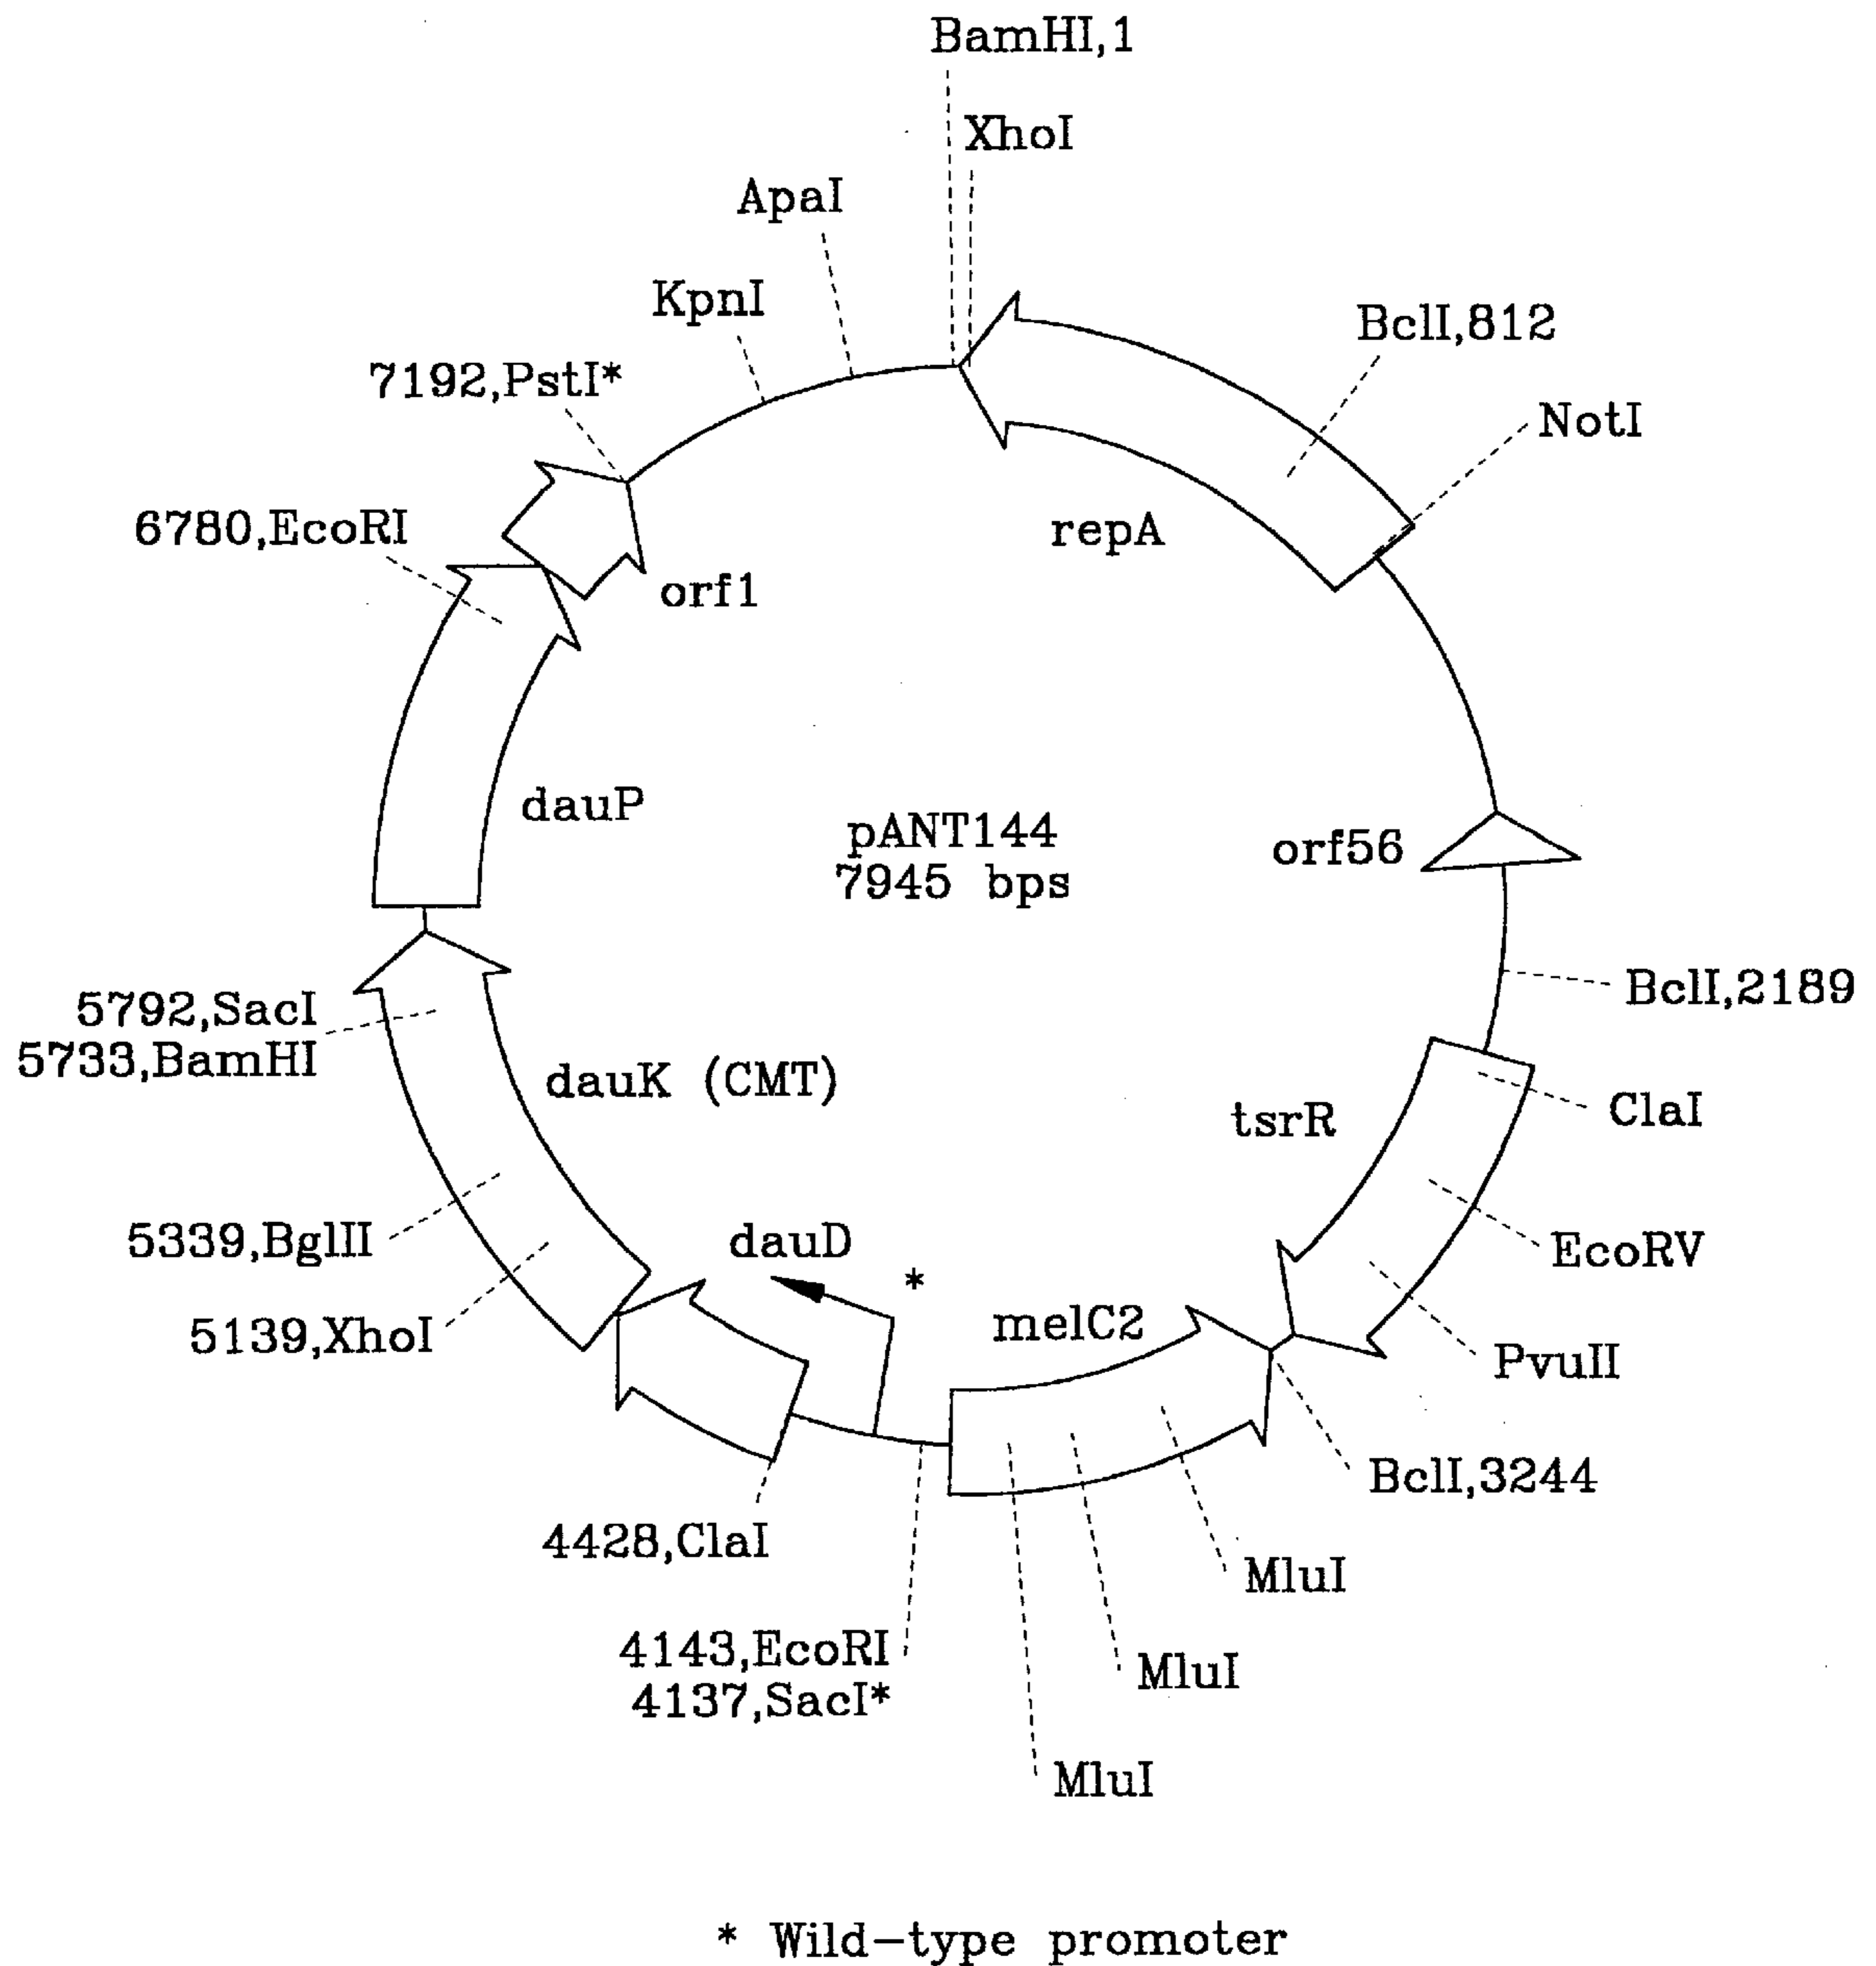 BamHI,1
XhoI
ApaI
KpnI
BclI,812
7192,PstI*
NotI
6780,EcoRI
repA
orf1
dauP
pANT144
7945 bps
orf56
BclI,2189
5792,SacI
5733,BamHI
dauK (CMT)
tsrR
ClaI
5339,BglII
dauD
*
EcoRV
5139,XhoI
melC2
PvuII
BclI,3244
4428,ClaI
MluI
4143,EcoRI
4137,SacI*
MluI
MluI
* Wild-type promoter